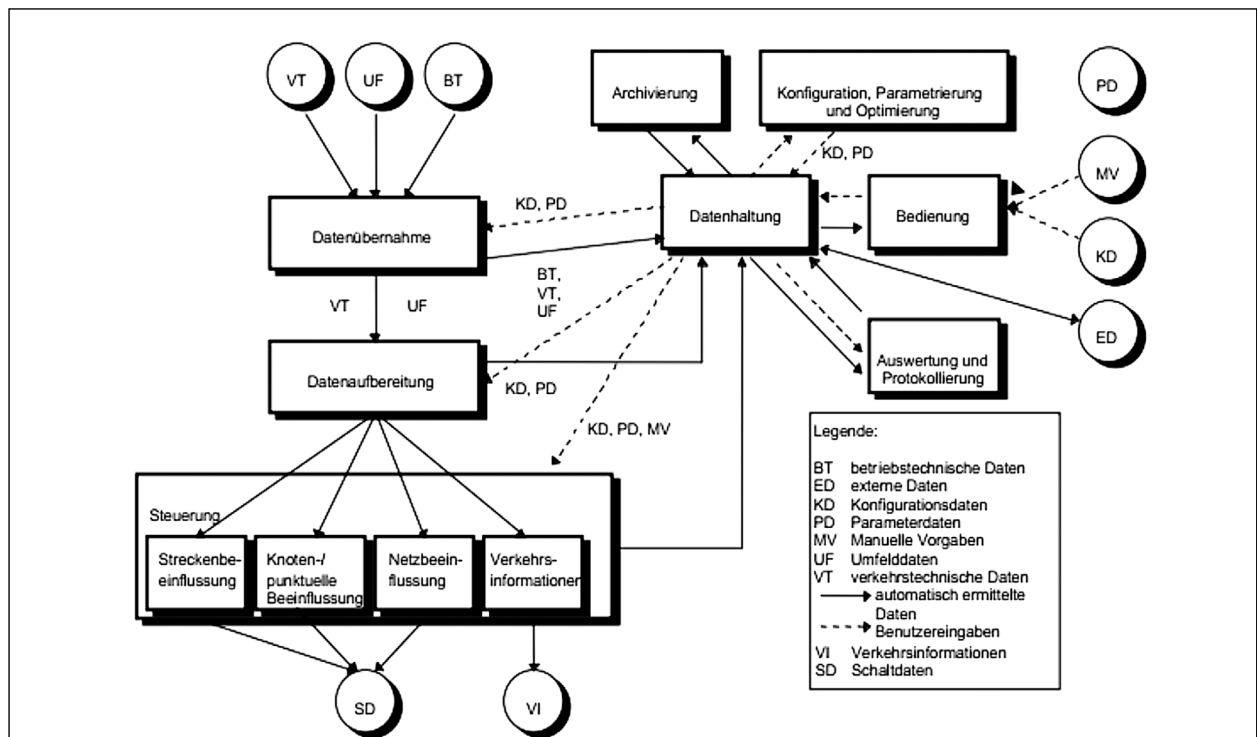 VT
UF
BT
Archivierung
Konfiguration, Parametrierung
und Optimierung
PD
KD, PD
MV
KD, PD
Datenhaltung
Bedienung
Datenübernahme
KD
BT,
VT,
UF
VT
UF
ED
Datenaufbereitung
KD, PD
Auswertung und
Protokollierung
KD, PD, MV
Steuerung
Streckenbe-
einflussung
Knoten-/
punktuelle
Beeinflussung
Netzbeein-
flussung
Verkehrs-
informationen
SD
VI
Legende:
BT betriebstechnische Daten
ED externe Daten
KD Konfigurationsdaten
PD Parameterdaten
MV Manuelle Vorgaben
UF Umfelddaten
VT verkehrstechnische Daten
automatisch ermittelte
Daten
Benutzereingaben
VI Verkehrsinformationen
SD Schaltdaten